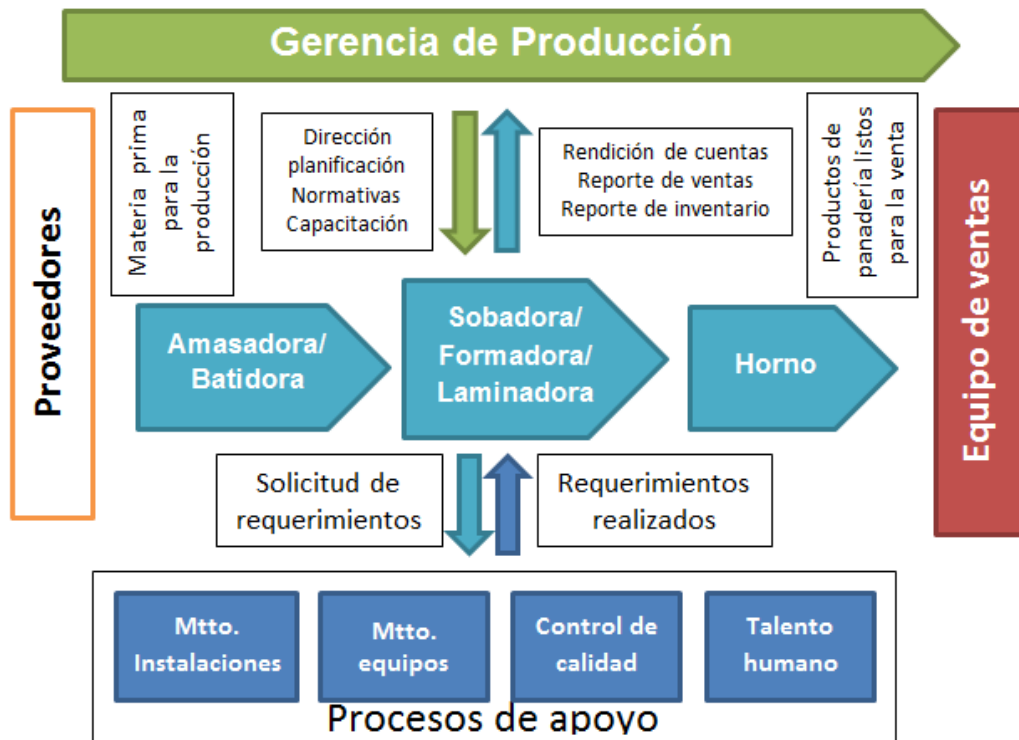 Gerencia de Producción
Proveedores
Materia prima
para la
producción
Dirección
planificación
Normativas
Capacitación
Rendición de cuentas
Reporte de ventas
Reporte de inventario
Productos de
panadería listos
para la venta
Equipo de ventas
Amasadora/
Batidora
Sobadora/
Formadora/
Laminadora
Horno
Solicitud de
requerimientos
Requerimientos
realizados
Mtto.
Instalaciones
Mtto.
equipos
Control de
calidad
Talento
humano
Procesos de apoyo